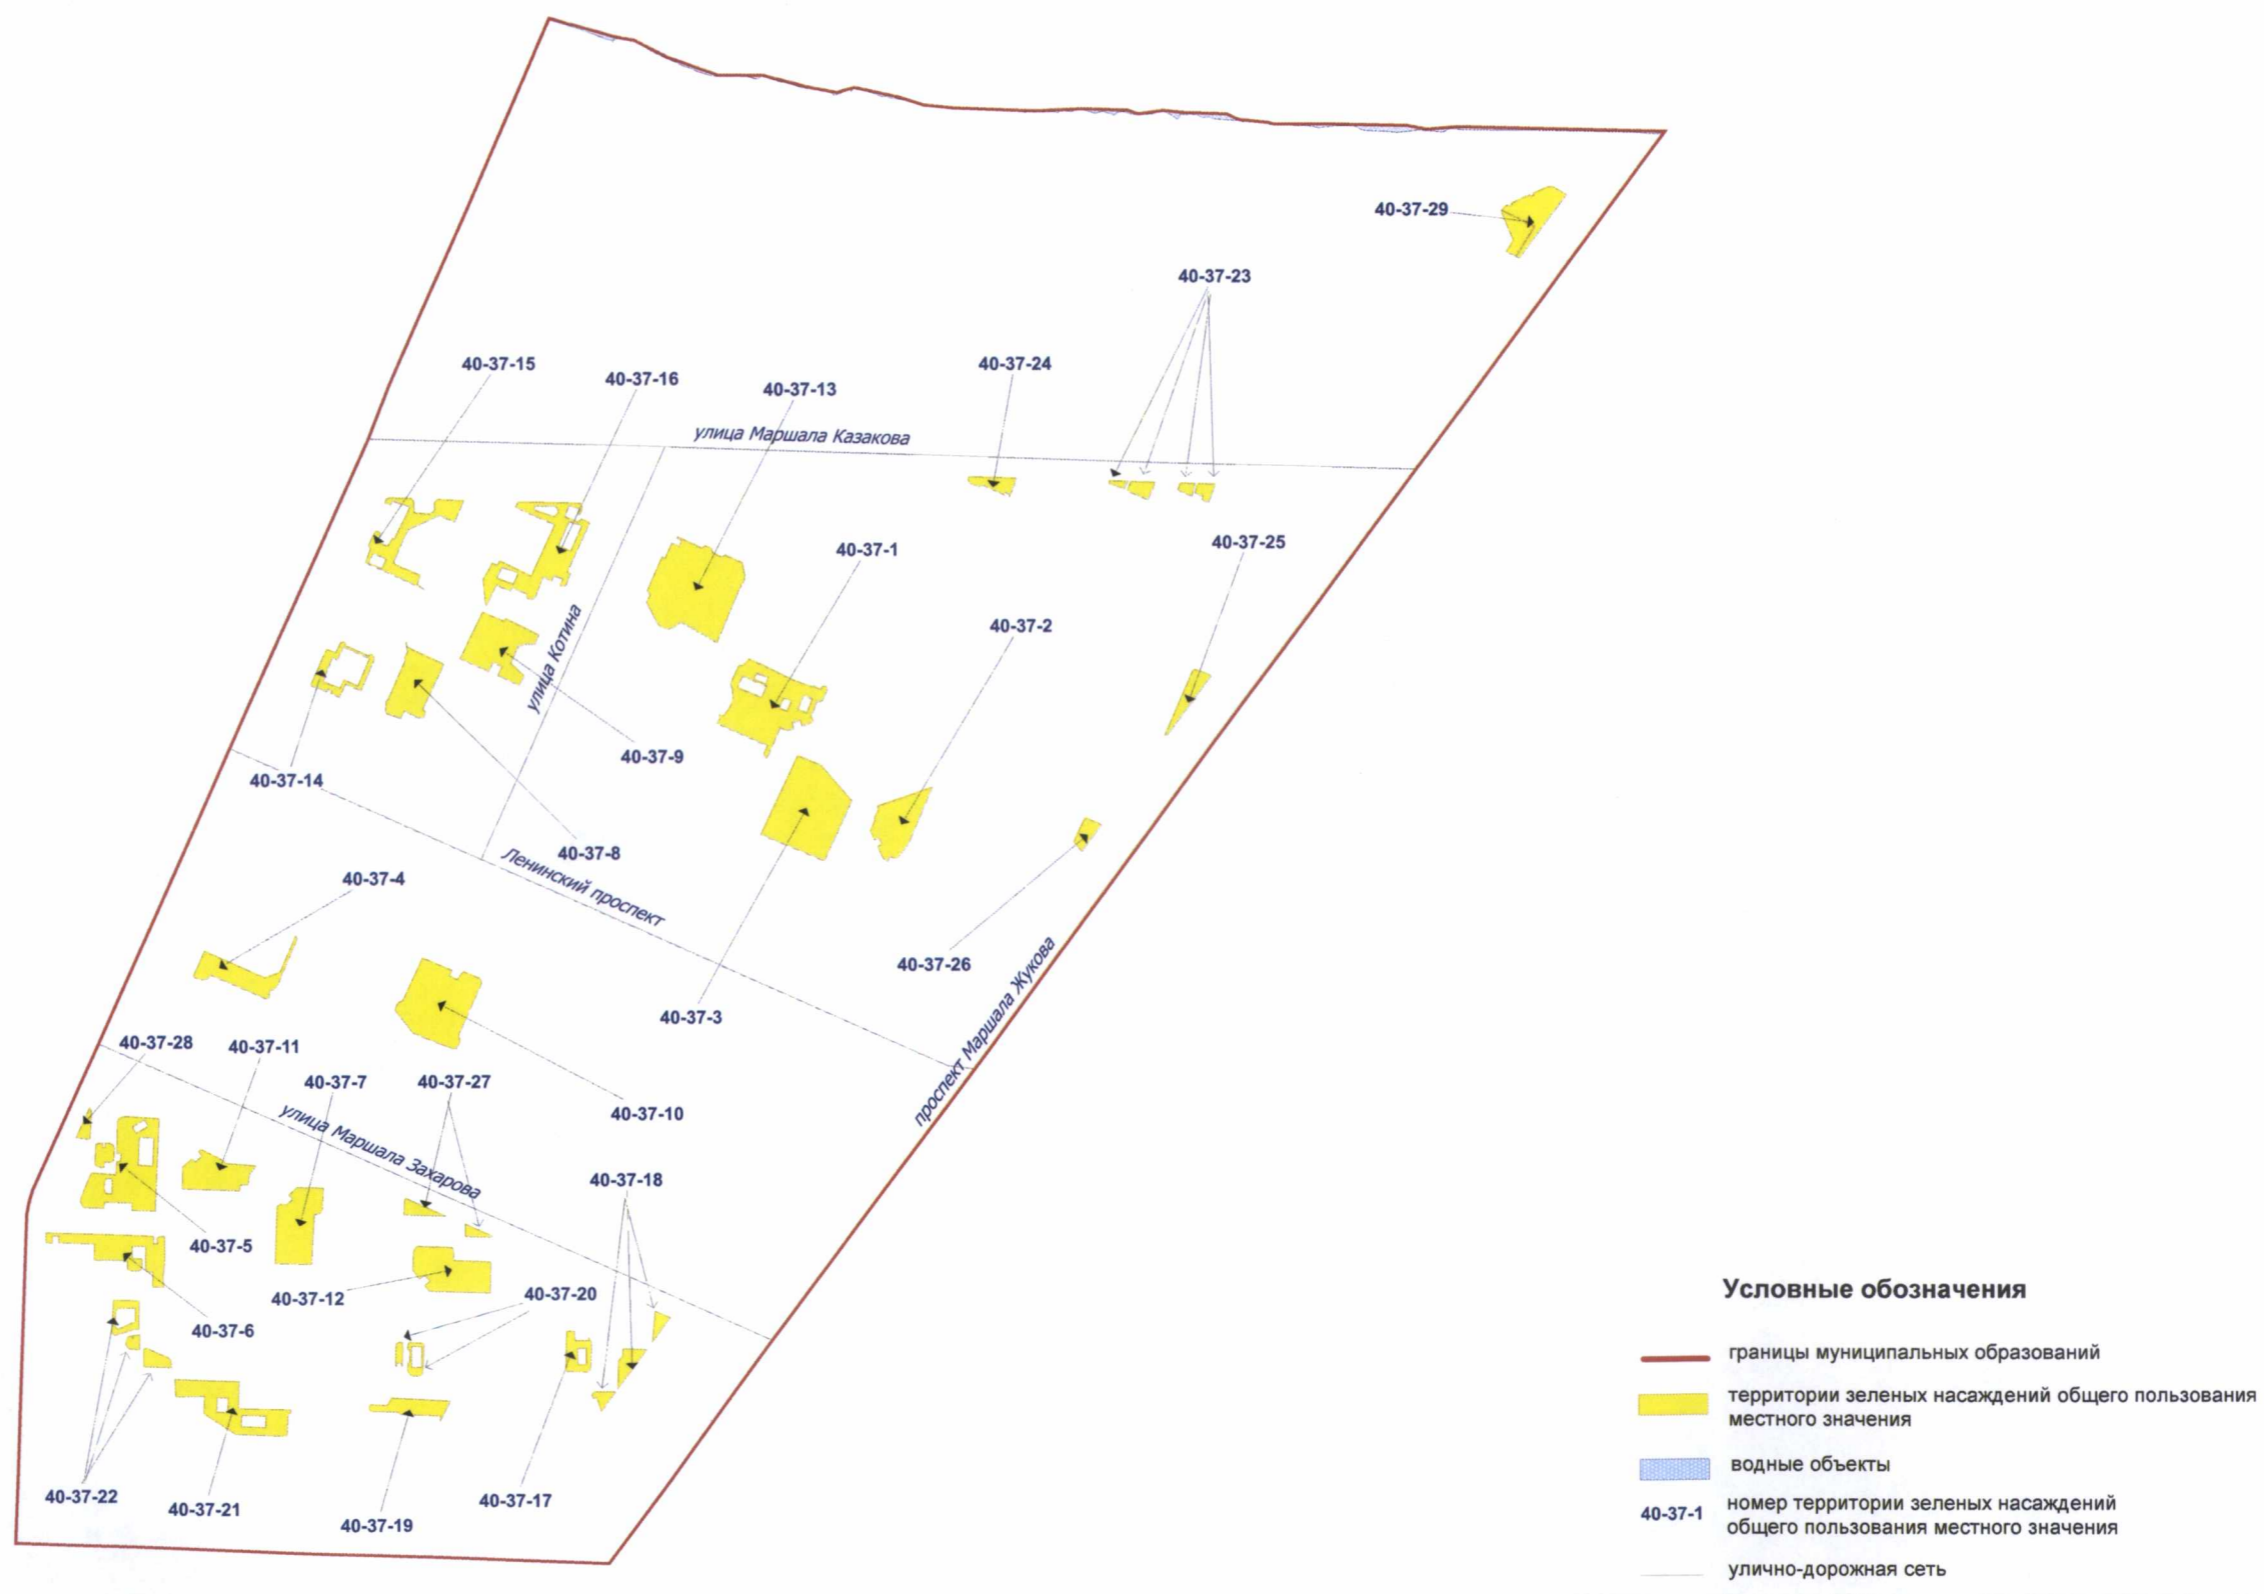 40-37-29
40-37-23
40-37-15
40-37-16
40-37-13
40-37-24
улица Маршала Казакова
40-37-1
40-37-25
40-37-2
улица Котина
40-37-9
40-37-14
40-37-8
Ленинский проспект
40-37-4
40-37-26
проспект Маршала Жукова
40-37-3
40-37-28
40-37-11
40-37-7
40-37-27
40-37-10
улица Маршала Захарова
40-37-18
40-37-5
40-37-12
40-37-20
40-37-6
40-37-22
40-37-21
40-37-19
40-37-17
Условные обозначения
границы муниципальных образований
территории зеленых насаждений общего пользования
местного значения
водные объекты
40-37-1
номер территории зеленых насаждений
общего пользования местного значения
улично-дорожная сеть